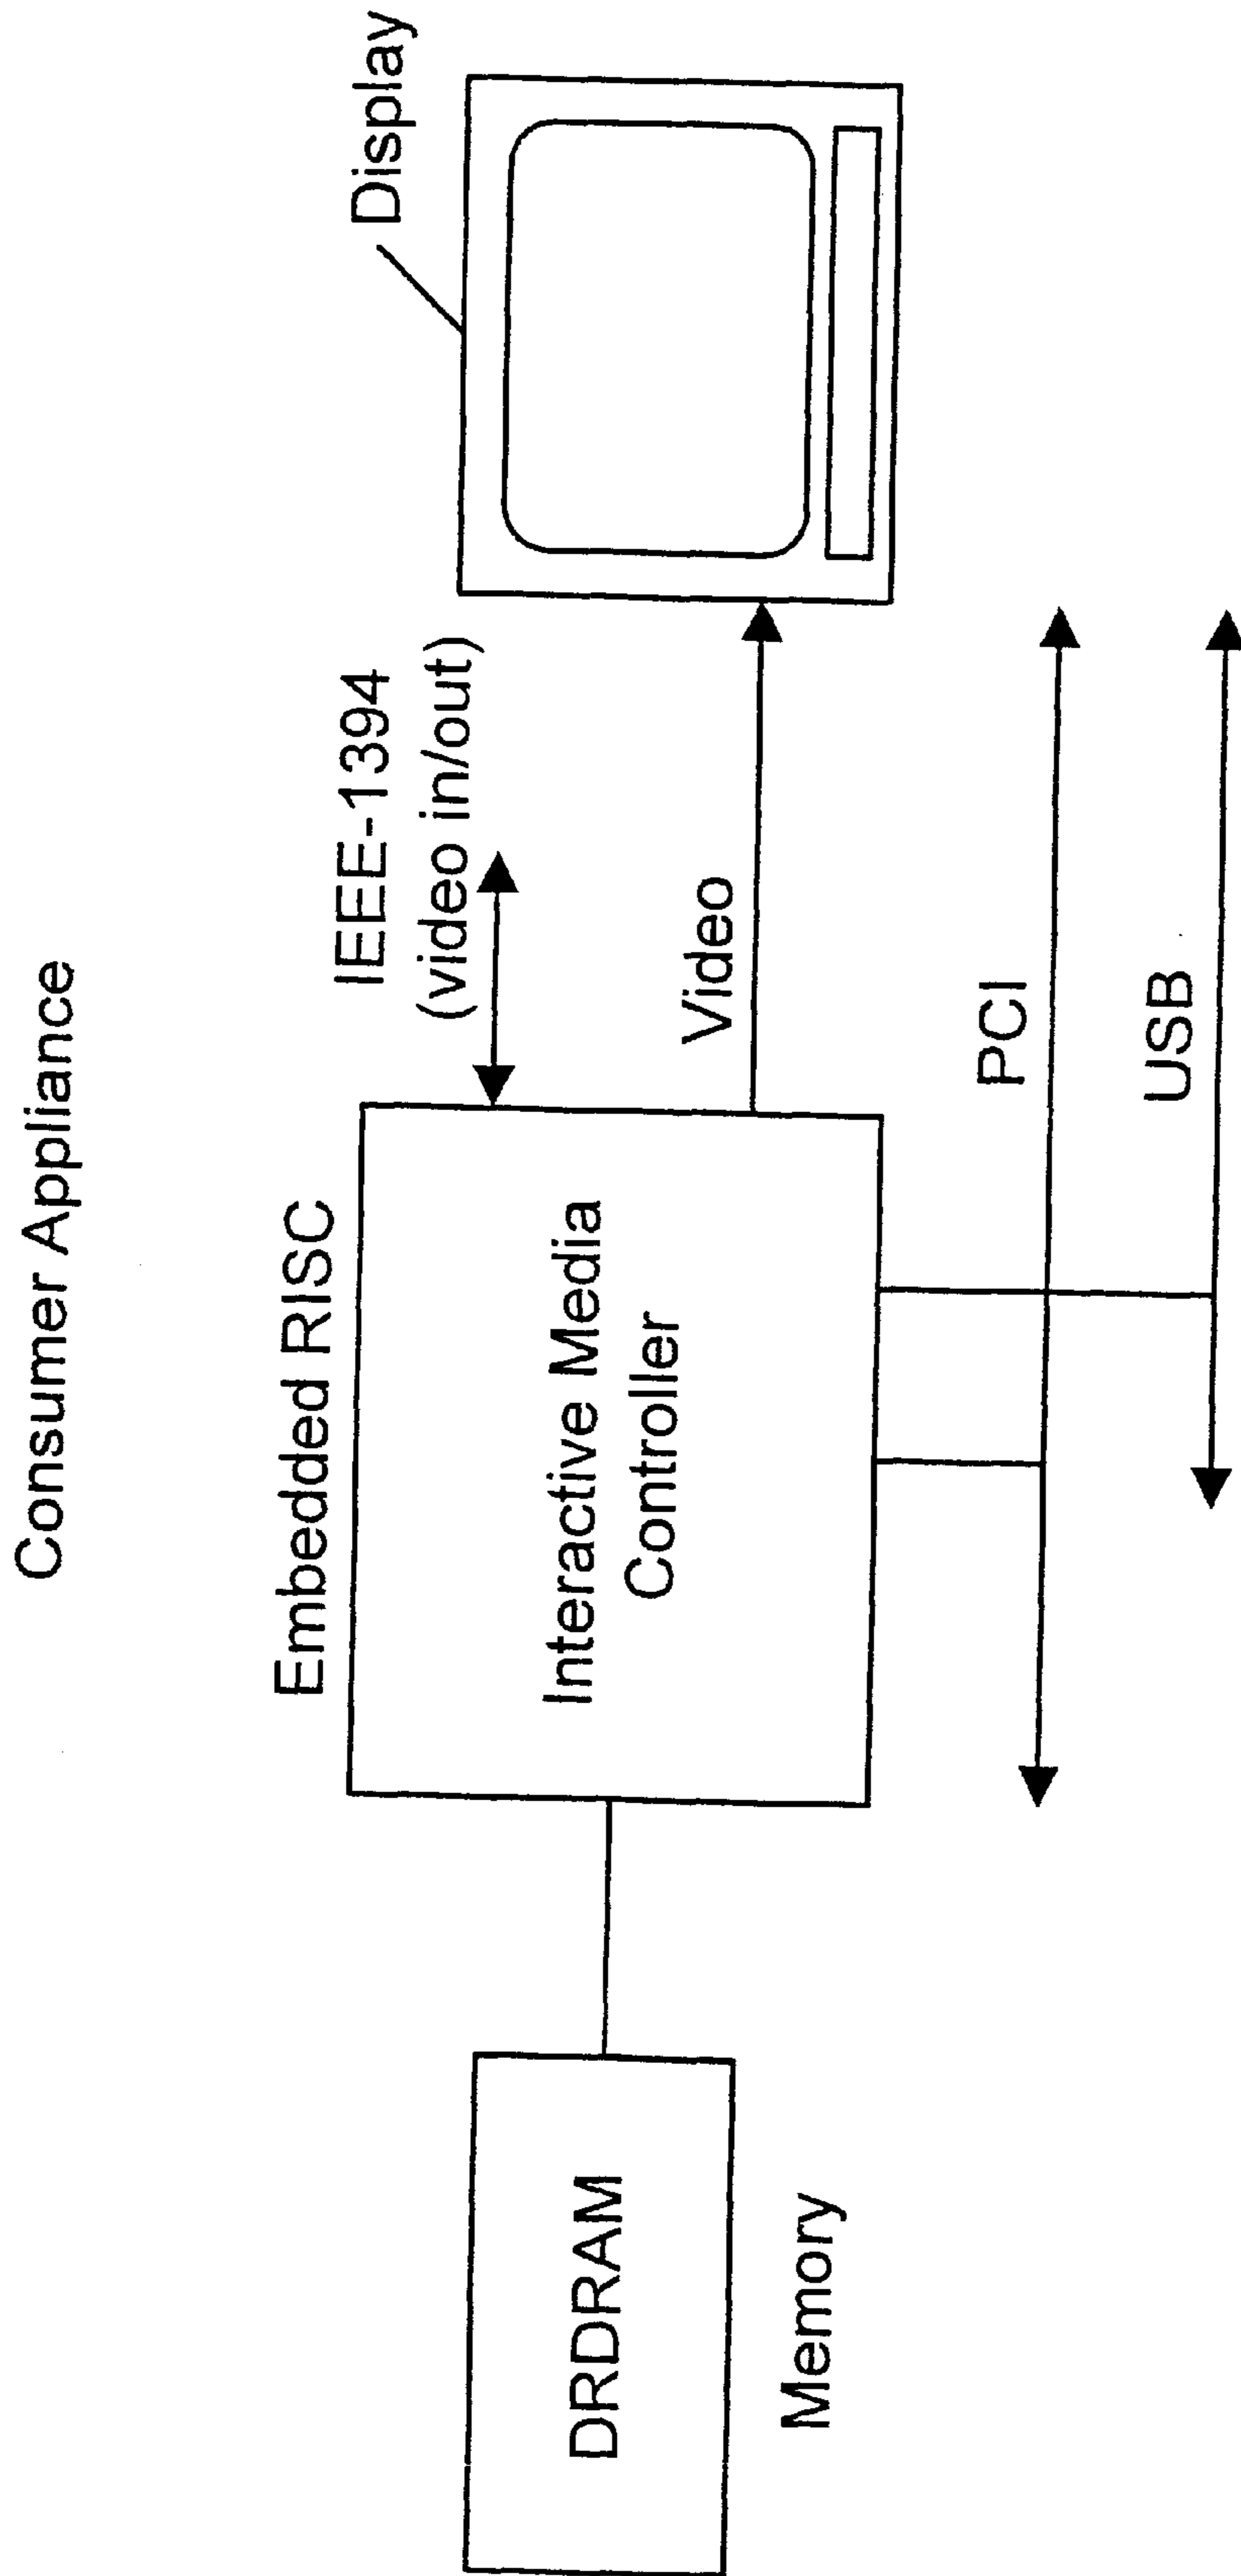 Consumer Appliance
Embedded RISC
IEEE-1394
(video in/out)
Display
DRDRAM
Interactive Media
Controller
Video
Memory
PCI
USB